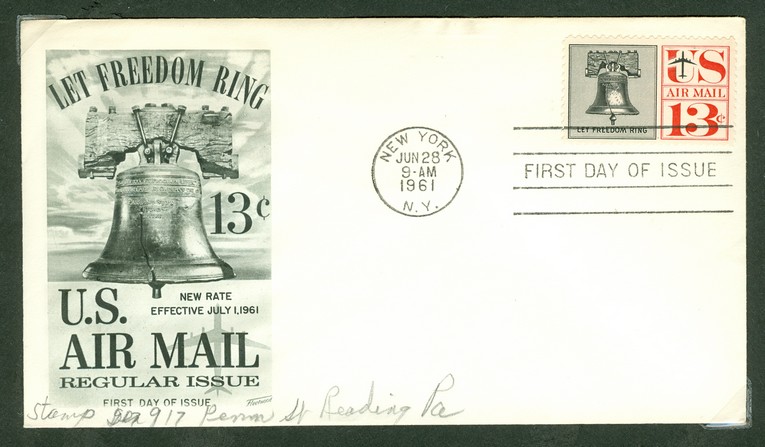 LET FREEDOM RING
13¢
U.S.
NEW RATE
EFFECTIVE JULY 1, 1961
AIR MAIL
REGULAR ISSUE
FIRST DAY OF ISSUE
Fleetwood
NEW YORK
JUN 28
9-AM
1961
N.Y.
LET FREEDOM RING
US
AIR MAIL
13¢
FIRST DAY OF ISSUE
Stamp 917 Penn St Reading Pa